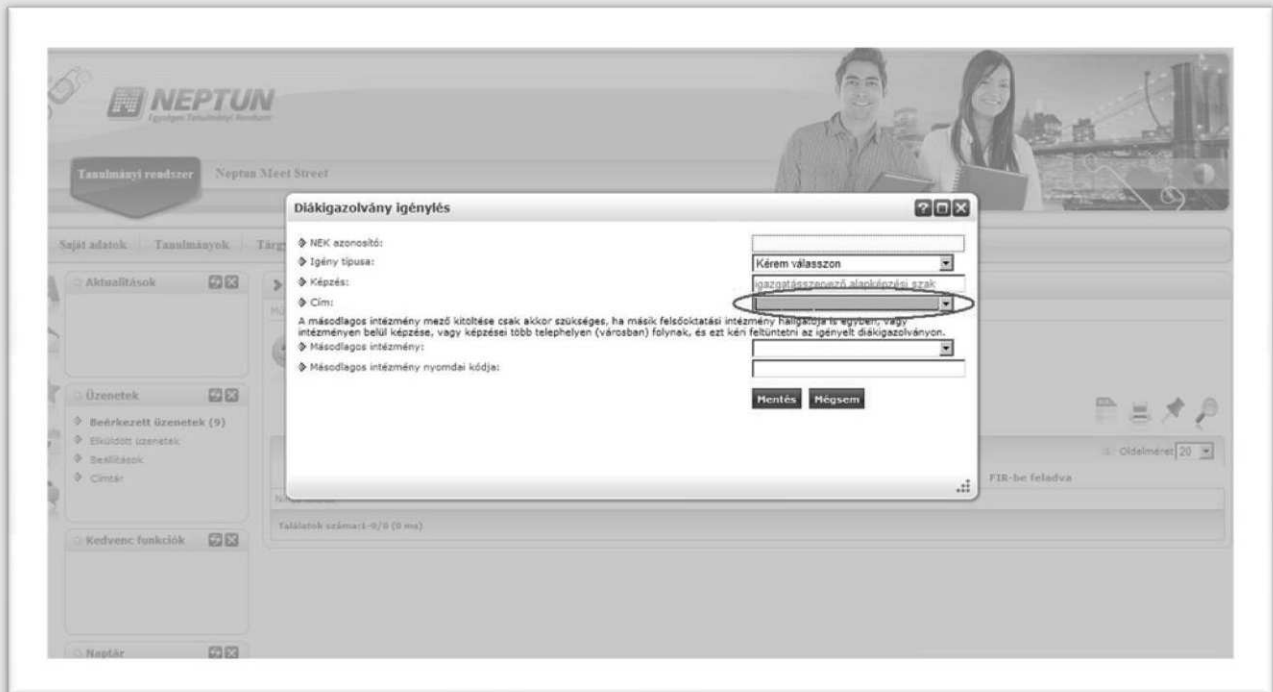 NEPTUN
Egységes Tanulmányi Rendszer
Tanulmányi rendszer
Neptun Meet Street
Saját adatok
Tanulmányok
Tárgy
Diákigazolvány igénylés
NEK azonosító:
Igény típusa:
Kérem válasszon
Képzés:
igazgatásszervező alapképzési szak
Cím:
A másodlagos intézmény mező kitöltése csak akkor szükséges, ha másik felsőoktatási intézmény hallgatója is egyben, vagy
intézményen belül képzése, vagy képzései több telephelyen (városban) folynak, és ezt kéri feltüntetni az igényelt diákigazolványon.
Másodlagos intézmény:
Másodlagos intézmény nyomdai kódja:
Mentés
Mégsem
Aktualitások
Üzenetek
Beérkezett üzenetek (9)
Elküldött üzenetek
Beállítások
Címtár
Oldalméret 20
FIR-be feladva
Találatok száma:1-0/0 (0 ms)
Kedvenc funkciók
Naptár